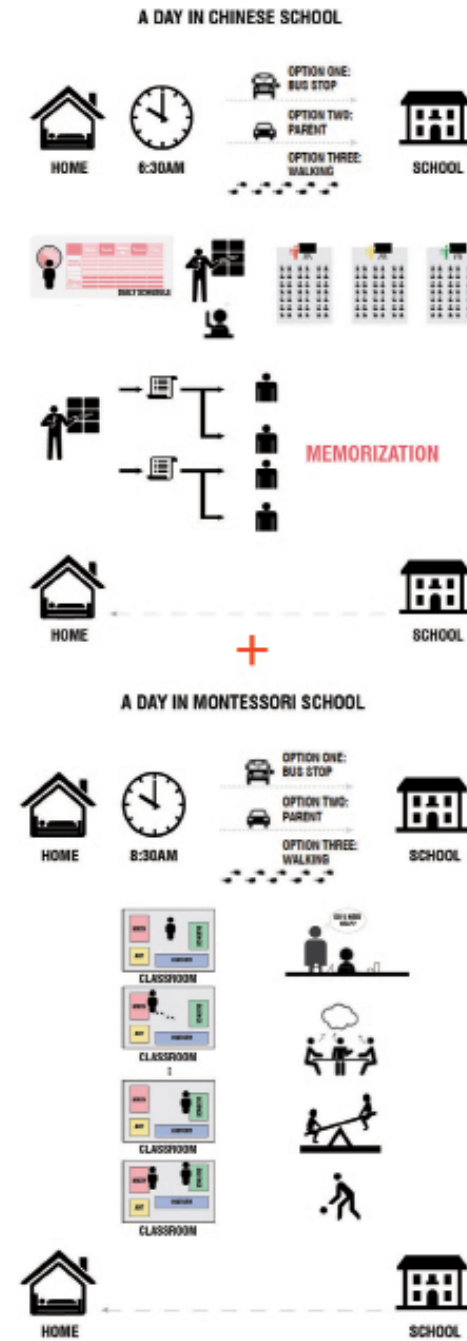 A DAY IN CHINESE SCHOOL
OPTION ONE:
BUS STOP
OPTION TWO:
PARENT
OPTION THREE:
WALKING
HOME
6:30AM
SCHOOL
DAILY SCHEDULE
MEMORIZATION
HOME
SCHOOL
+
A DAY IN MONTESSORI SCHOOL
OPTION ONE:
BUS STOP
OPTION TWO:
PARENT
OPTION THREE:
WALKING
HOME
8:30AM
SCHOOL
CLASSROOM
CLASSROOM
CLASSROOM
CLASSROOM
HOME
SCHOOL